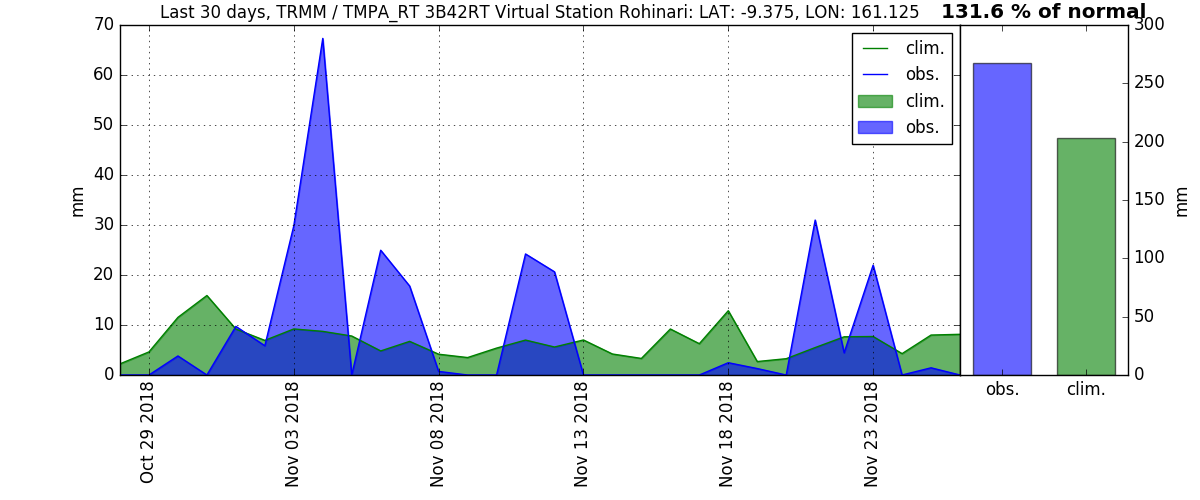 Last 30 days, TRMM / TMPA_RT 3B42RT Virtual Station Rohinari: LAT: -9.375, LON: 161.125
131.6 % of normal
70
60
50
40
30
20
10
0
mm
clim.
obs.
clim.
obs.
300
250
200
150
100
50
0
mm
Oct 29 2018
Nov 03 2018
Nov 08 2018
Nov 13 2018
Nov 18 2018
Nov 23 2018
obs.
clim.